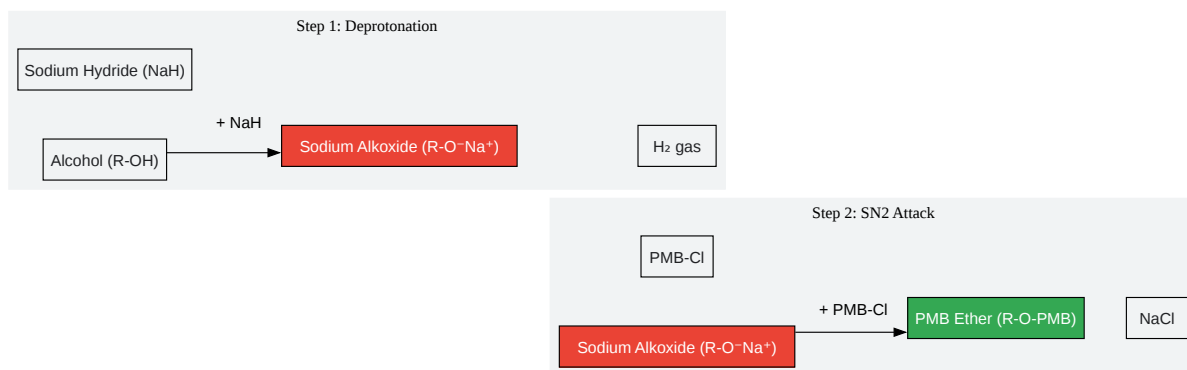 Step 1: Deprotonation
Sodium Hydride (NaH)
+ NaH
Alcohol (R-OH)
Sodium Alkoxide (R-O⁻Na⁺)
H₂ gas
Step 2: SN2 Attack
PMB-Cl
+ PMB-Cl
Sodium Alkoxide (R-O⁻Na⁺)
PMB Ether (R-O-PMB)
NaCl